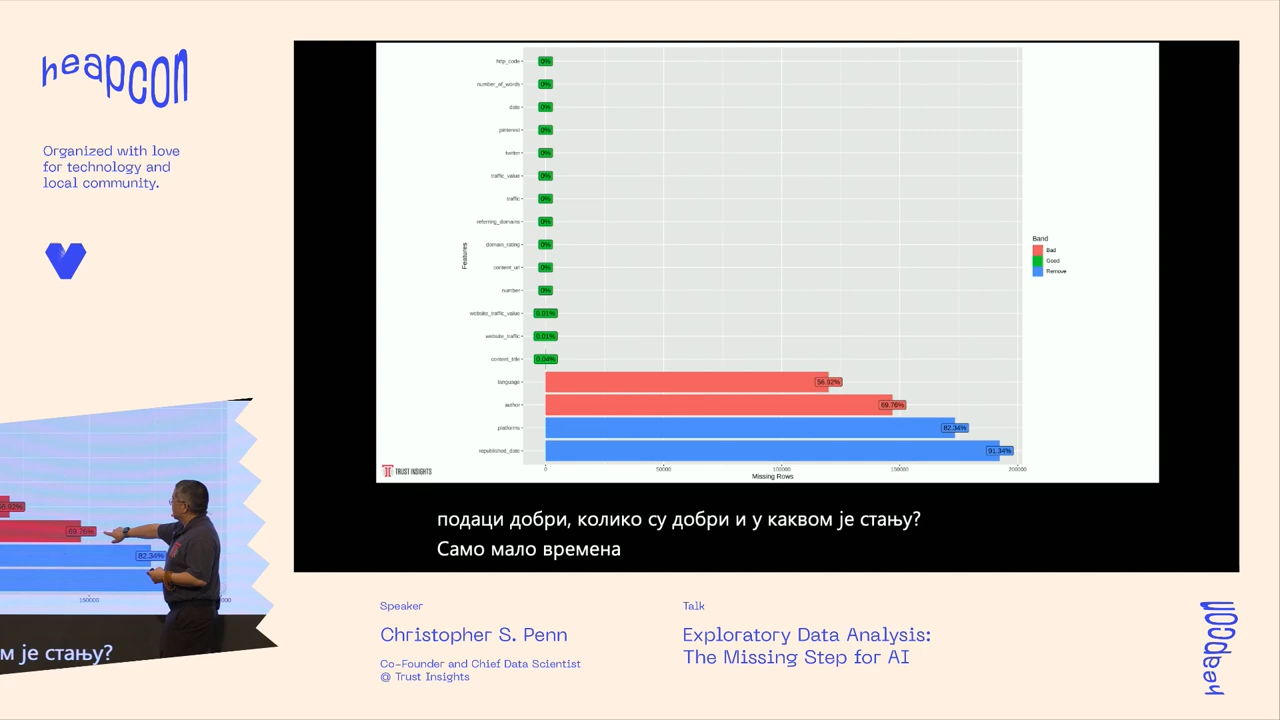 heapcon
Organized with love
for technology and
local community.
http_code
0%
number_of_words
0%
date
0%
pinterest
0%
twitter
0%
traffic_value
0%
traffic
0%
referring_domains
0%
domain_rating
0%
content_url
0%
number
0%
website_traffic_value
0.01%
website_traffic
0.01%
content_title
0.04%
language
56.92%
author
69.76%
platforms
82.34%
republished_date
91.34%
Features
0
50000
100000
150000
200000
Missing Rows
Band
Bad
Good
Remove
TRUST INSIGHTS
подаци добри, колико су добри и у каквом је стању?
Само мало времена
69.76%
82.34%
150000
м је стању?
Speaker
Christopher S. Penn
Co-Founder and Chief Data Scientist
@ Trust Insights
Talk
Exploratory Data Analysis:
The Missing Step for AI
heapcon